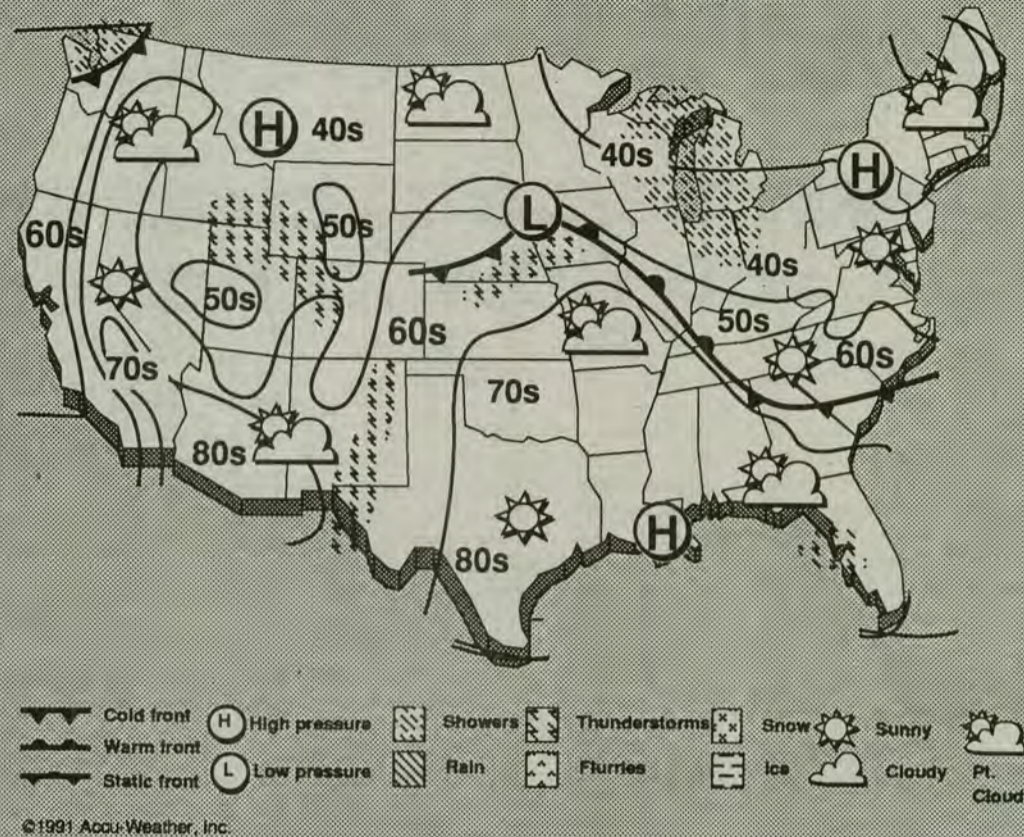 H 40s
40s
H
L
60s
50s
50s
40s
50s
60s
60s
70s
70s
80s
H
80s
Cold front
H High pressure
Showers
Thunderstorms
Snow
Sunny
Warm front
Static front
L Low pressure
Rain
Flurries
Ice
Cloudy
Pt.
Cloud
©1991 Accu-Weather, Inc.